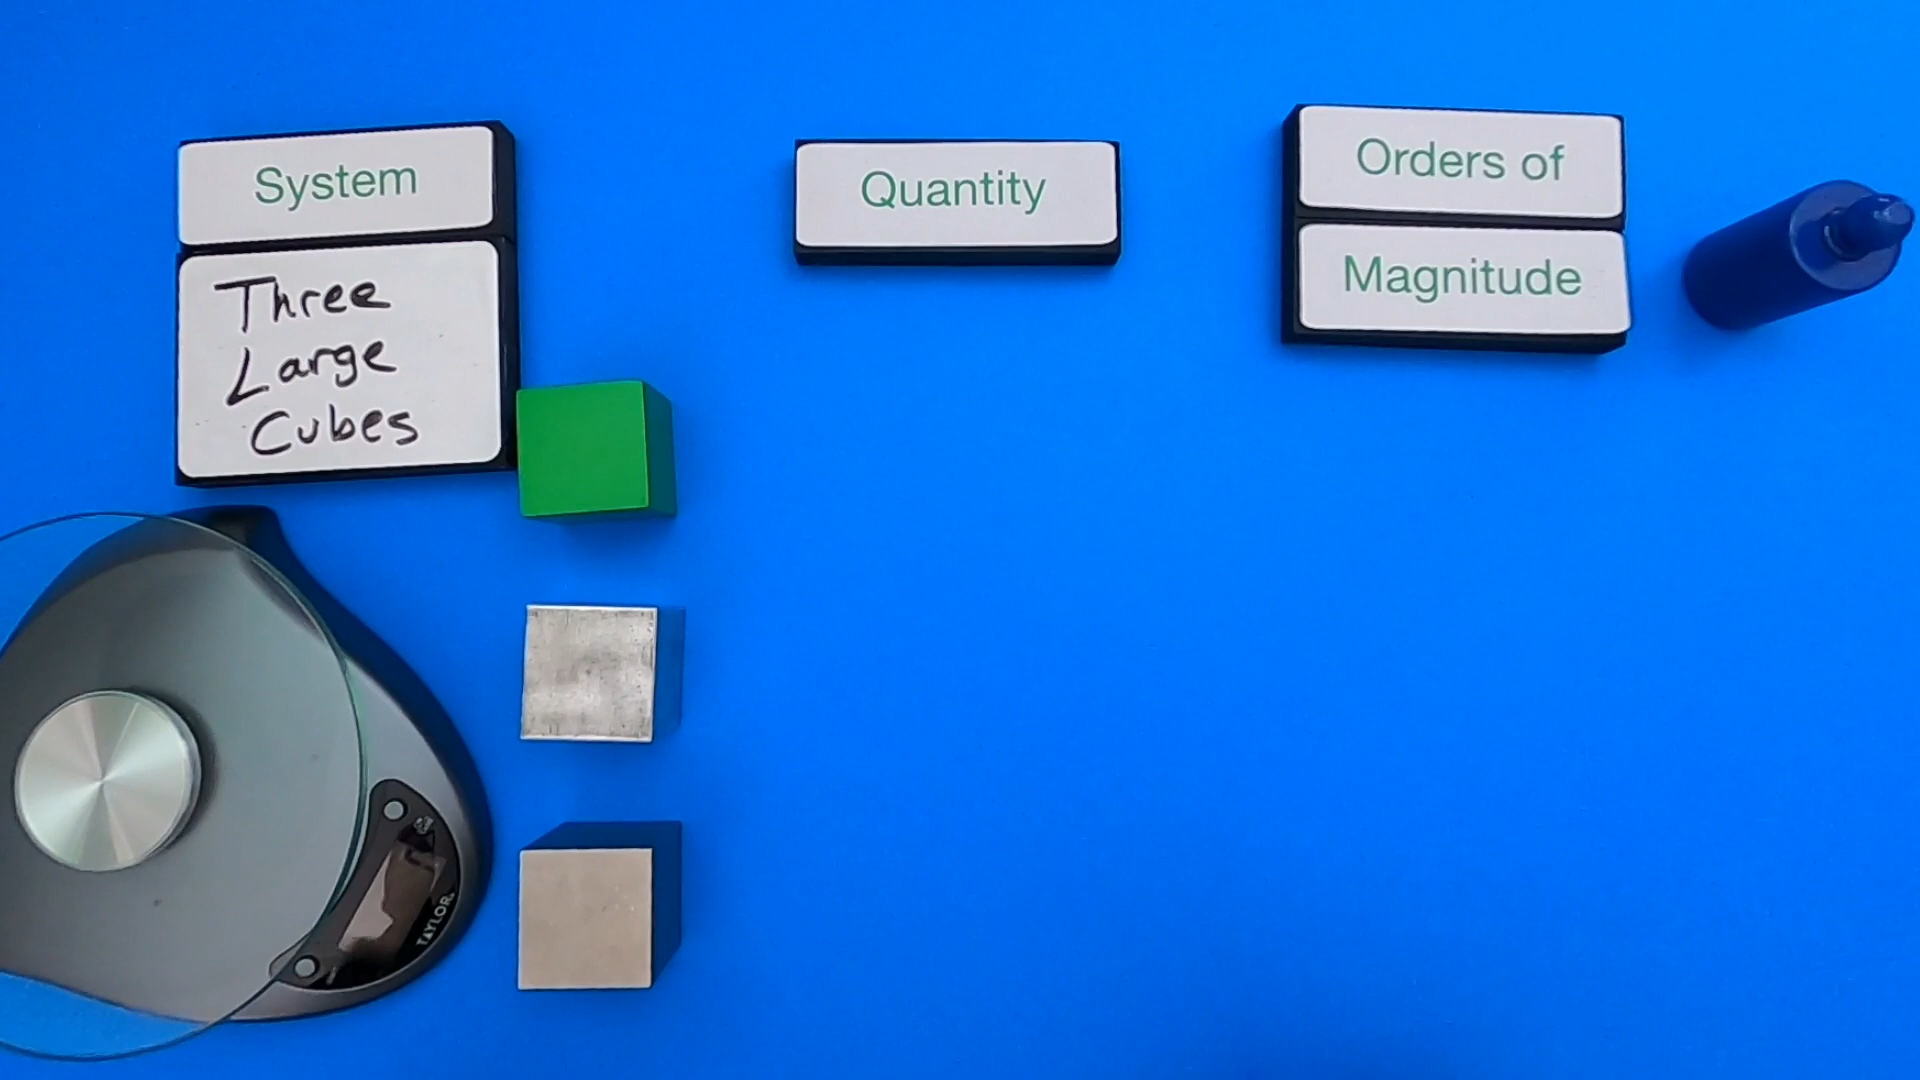 System
Three
Large
Cubes
Quantity
Orders of
Magnitude
TAYLOR